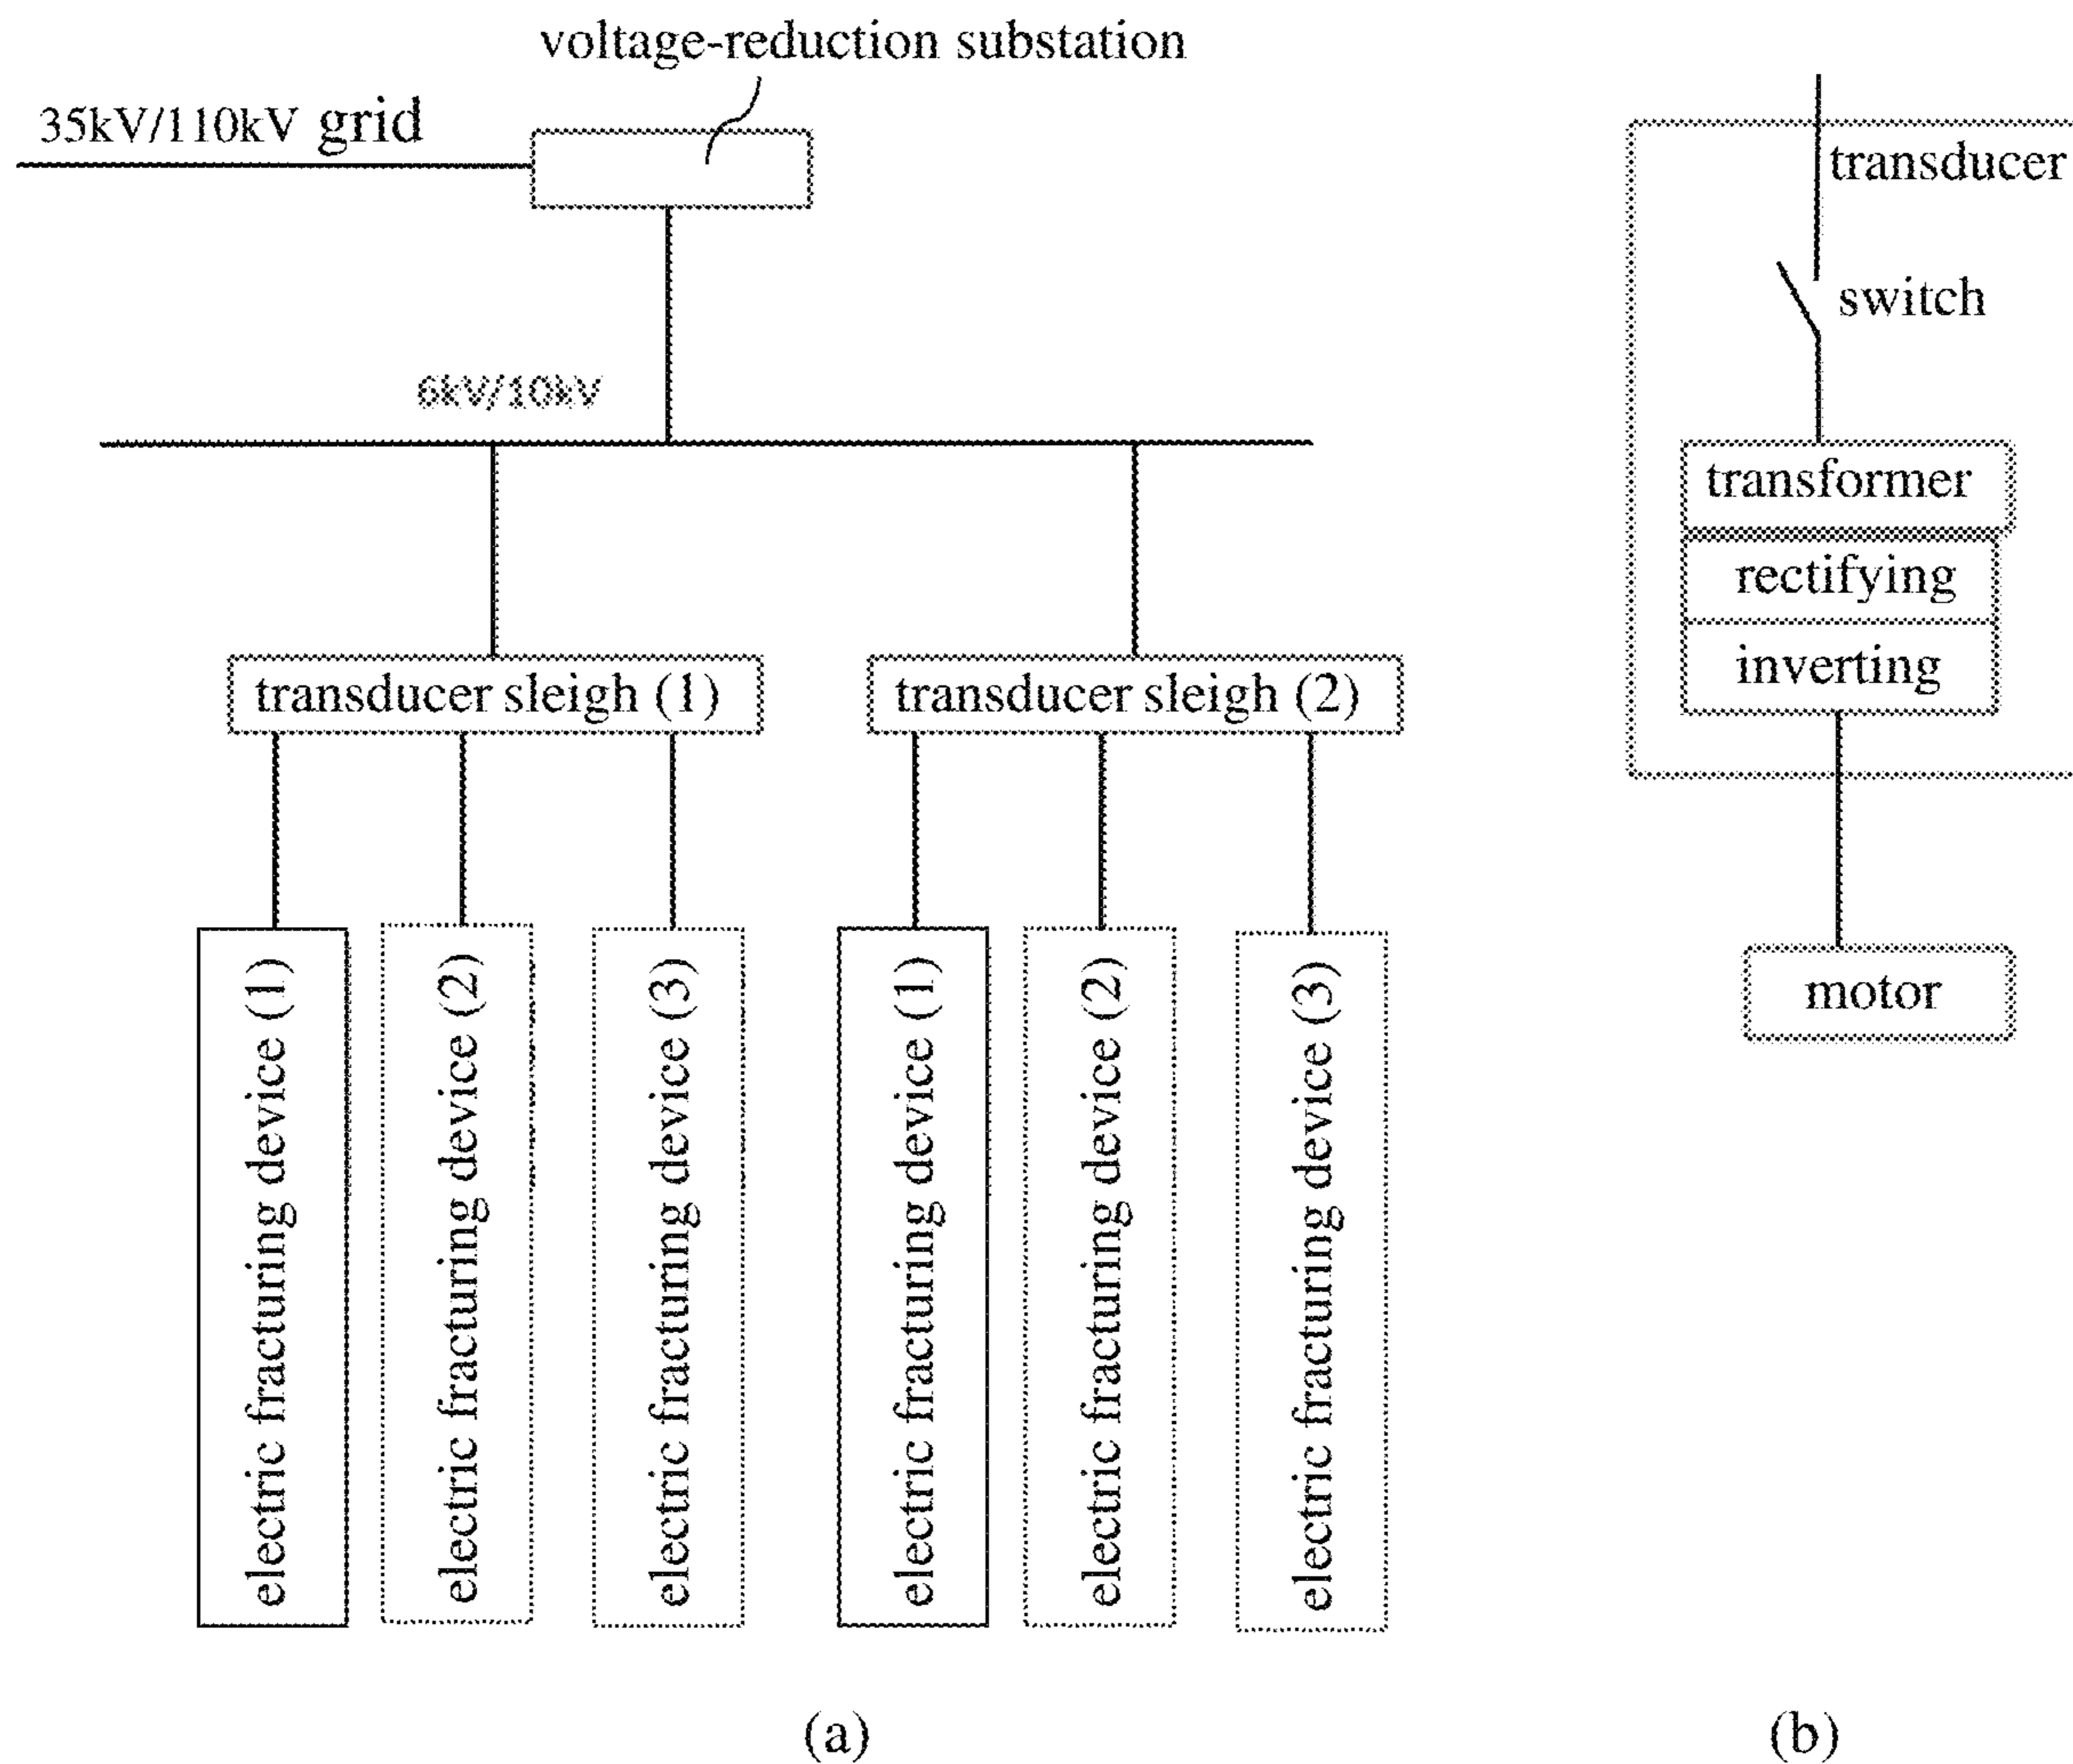 voltage-reduction substation
35kV/110kV grid
6kV/10kV
transducer sleigh (1)
transducer sleigh (2)
electric fracturing device (1)
electric fracturing device (2)
electric fracturing device (3)
electric fracturing device (1)
electric fracturing device (2)
electric fracturing device (3)
(a)
transducer
switch
transformer
rectifying
inverting
motor
(b)